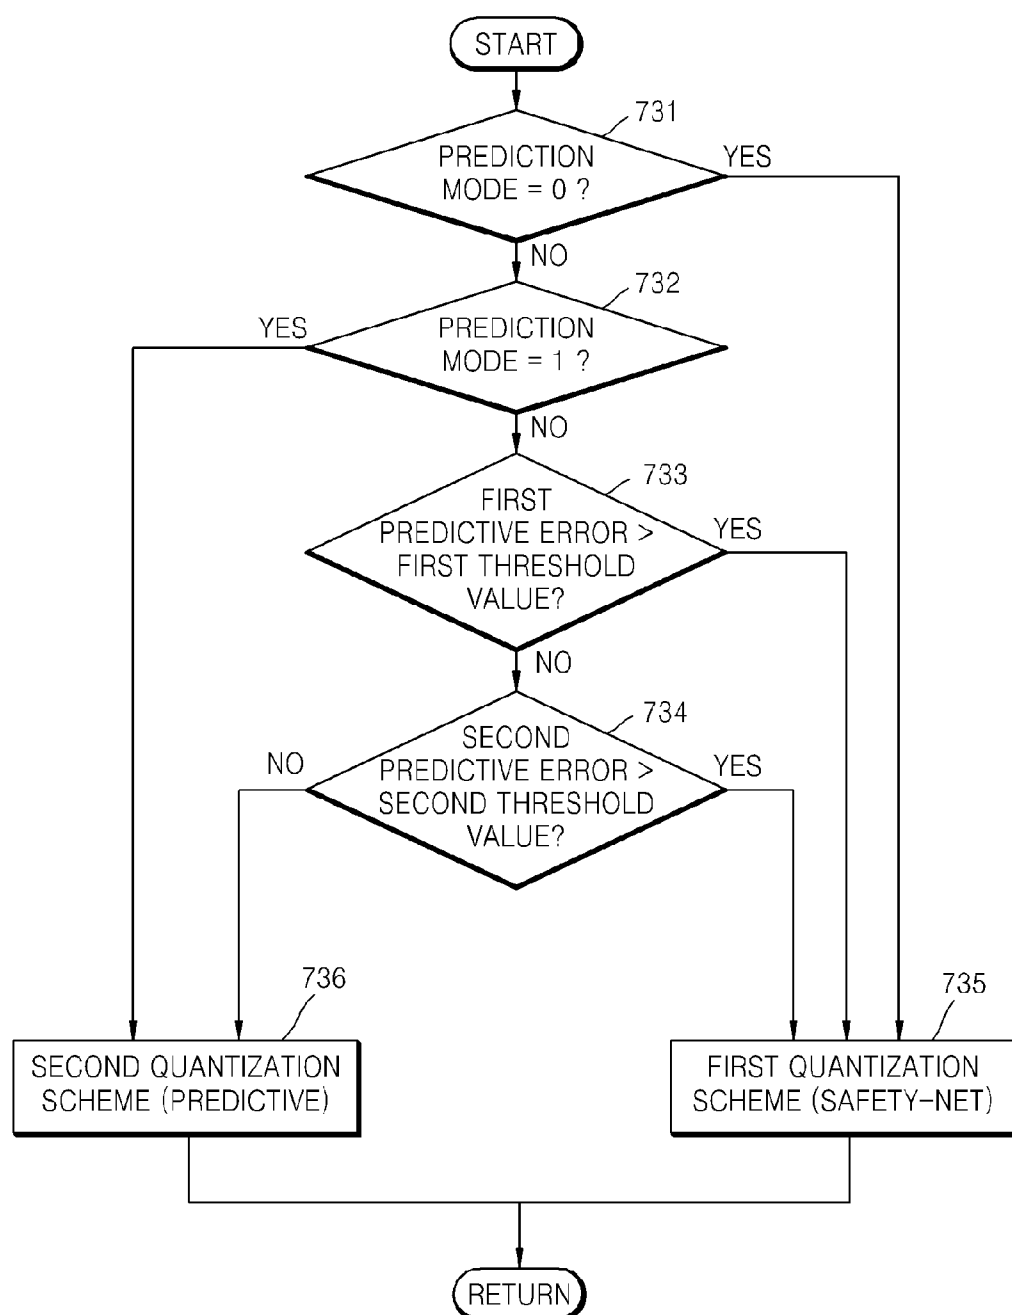 START
731
PREDICTION
MODE = 0 ?
YES
NO
732
YES
PREDICTION
MODE = 1 ?
NO
733
FIRST
PREDICTIVE ERROR >
FIRST THRESHOLD
VALUE?
YES
NO
734
NO
SECOND
PREDICTIVE ERROR >
SECOND THRESHOLD
VALUE?
YES
736
735
SECOND QUANTIZATION
SCHEME (PREDICTIVE)
FIRST QUANTIZATION
SCHEME (SAFETY-NET)
RETURN